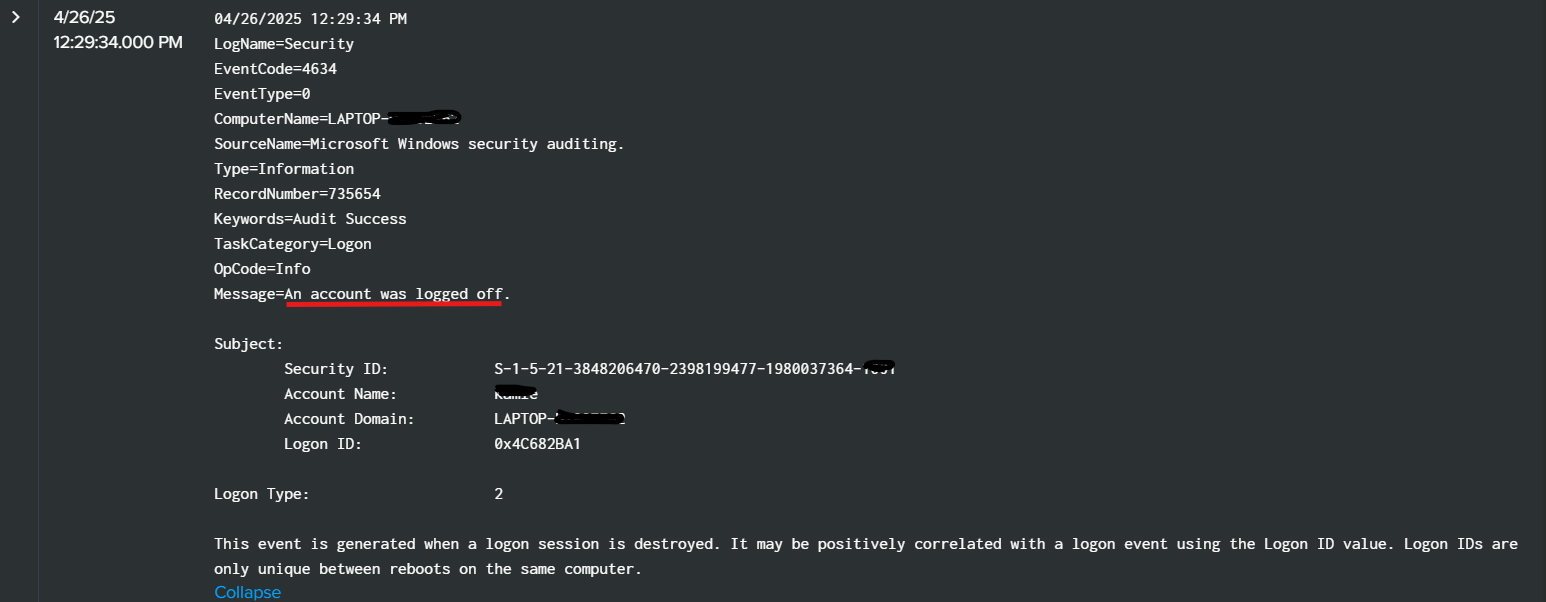 4/26/25
12:29:34.000 PM
04/26/2025 12:29:34 PM
LogName=Security
EventCode=4634
EventType=0
ComputerName=LAPTOP-
SourceName=Microsoft Windows security auditing.
Type=Information
RecordNumber=735654
Keywords=Audit Success
TaskCategory=Logon
OpCode=Info
Message=An account was logged off.
Subject:
Security ID: S-1-5-21-3848206470-2398199477-1980037364-
Account Name:
Account Domain: LAPTOP-
Logon ID: 0x4C682BA1
Logon Type: 2
This event is generated when a logon session is destroyed. It may be positively correlated with a logon event using the Logon ID value. Logon IDs are
only unique between reboots on the same computer.
Collapse